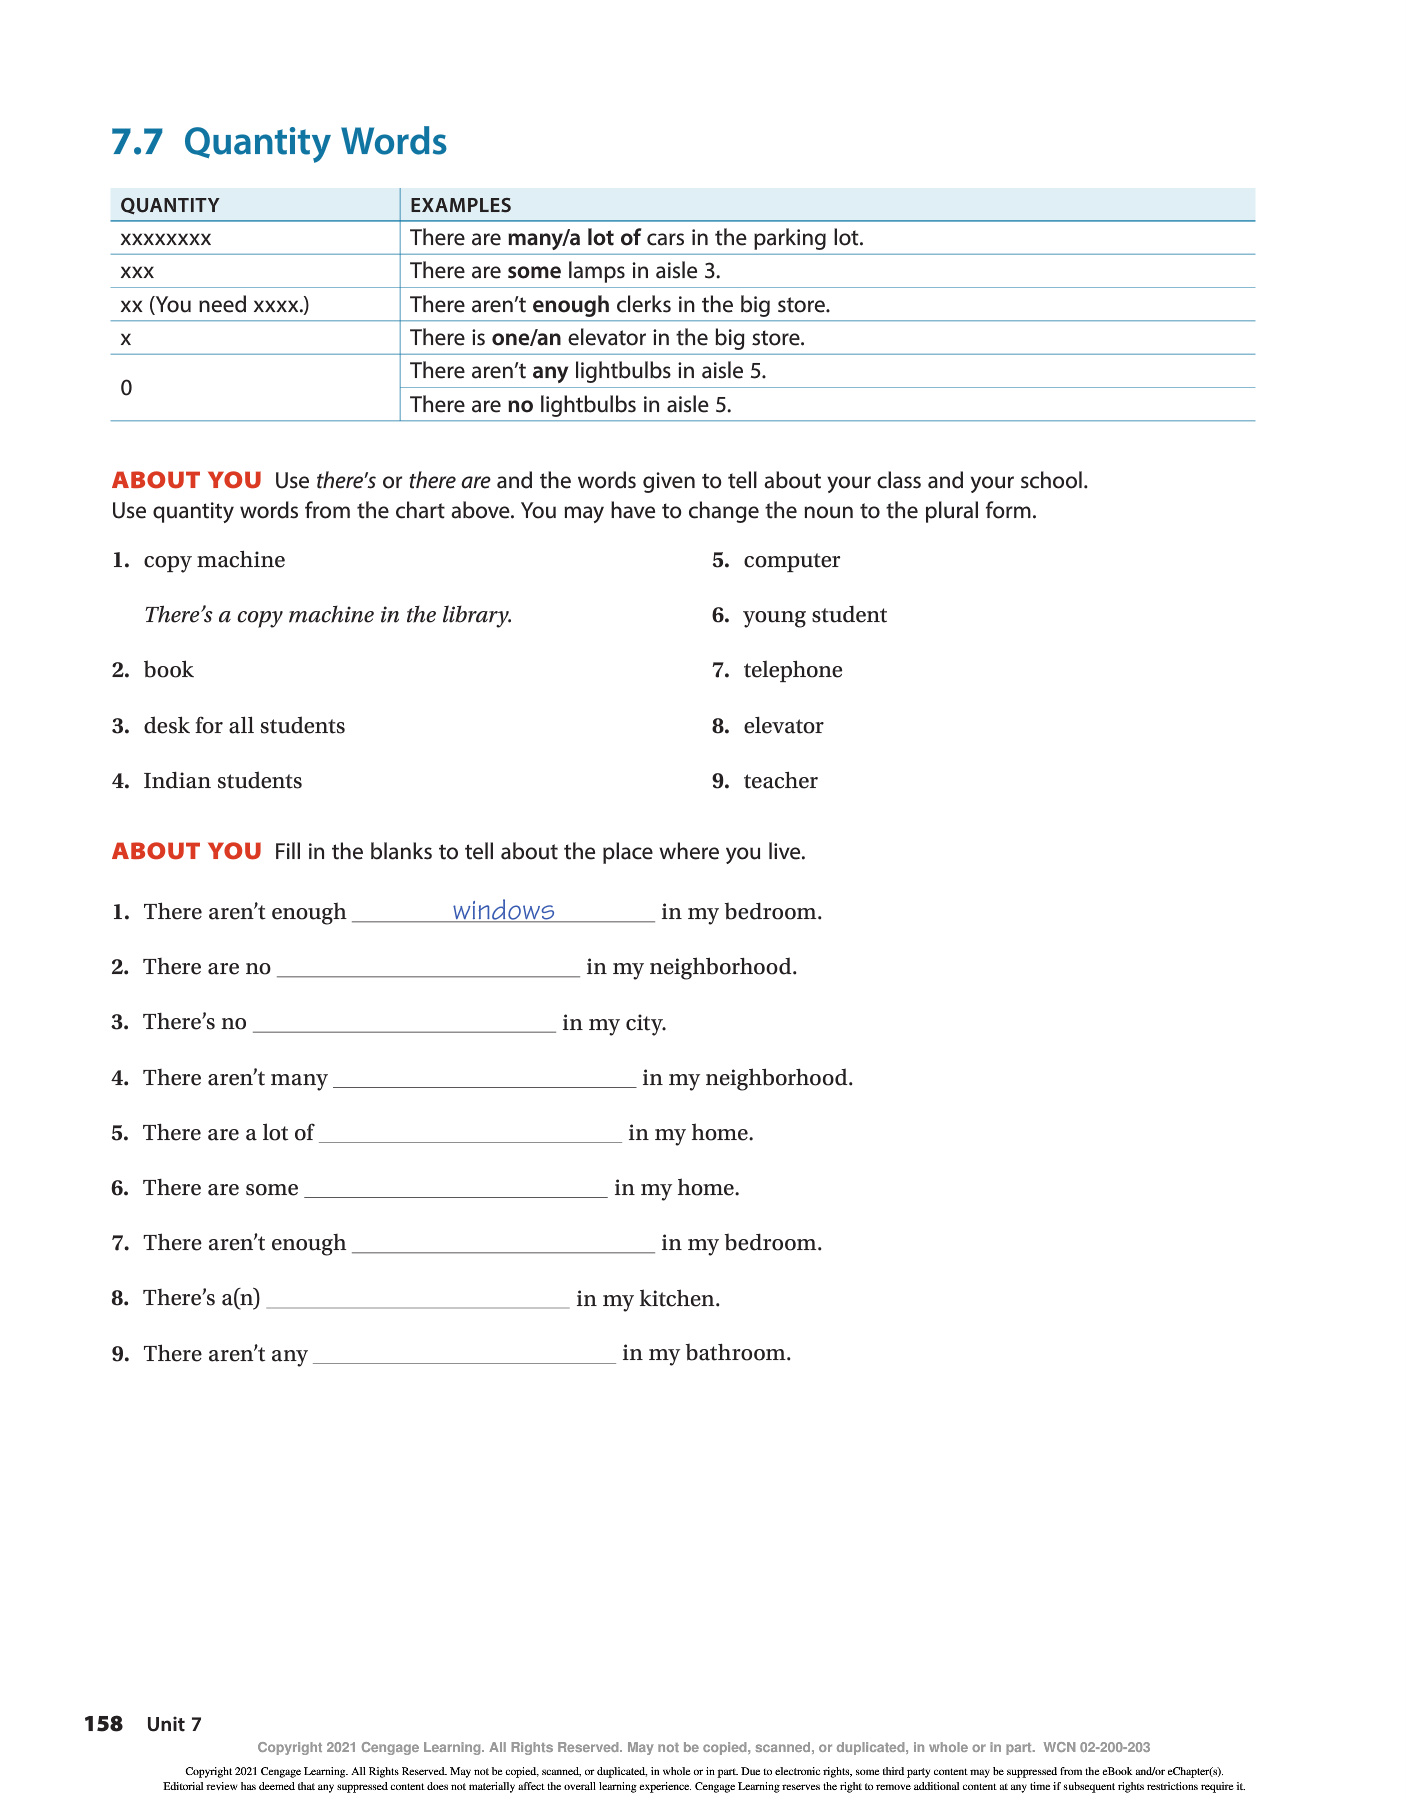 7.7 Quantity Words
QUANTITY EXAMPLES
xxxxxxxx There are many/a lot of cars in the parking lot.
xxx There are some lamps in aisle 3.
xx (You need xxxx.) There aren't enough clerks in the big store.
x There is one/an elevator in the big store.
0 There aren't any lightbulbs in aisle 5.
There are no lightbulbs in aisle 5.
ABOUT YOU Use there's or there are and the words given to tell about your class and your school.
Use quantity words from the chart above. You may have to change the noun to the plural form.
1. copy machine
There's a copy machine in the library.
2. book
3. desk for all students
4. Indian students
5. computer
6. young student
7. telephone
8. elevator
9. teacher
ABOUT YOU Fill in the blanks to tell about the place where you live.
1. There aren't enough windows in my bedroom.
2. There are no ____ in my neighborhood.
3. There's no ____ in my city.
4. There aren't many ____ in my neighborhood.
5. There are a lot of ____ in my home.
6. There are some ____ in my home.
7. There aren't enough ____ in my bedroom.
8. There's a(n) ____ in my kitchen.
9. There aren't any ____ in my bathroom.
158 Unit 7
Copyright 2021 Cengage Learning. All Rights Reserved. May not be copied, scanned, or duplicated, in whole or in part. WCN 02-200-203
Copyright 2021 Cengage Learning. All Rights Reserved. May not be copied, scanned, or duplicated, in whole or in part. Due to electronic rights, some third party content may be suppressed from the eBook and/or eChapter(s).
Editorial review has deemed that any suppressed content does not materially affect the overall learning experience. Cengage Learning reserves the right to remove additional content at any time if subsequent rights restrictions require it.